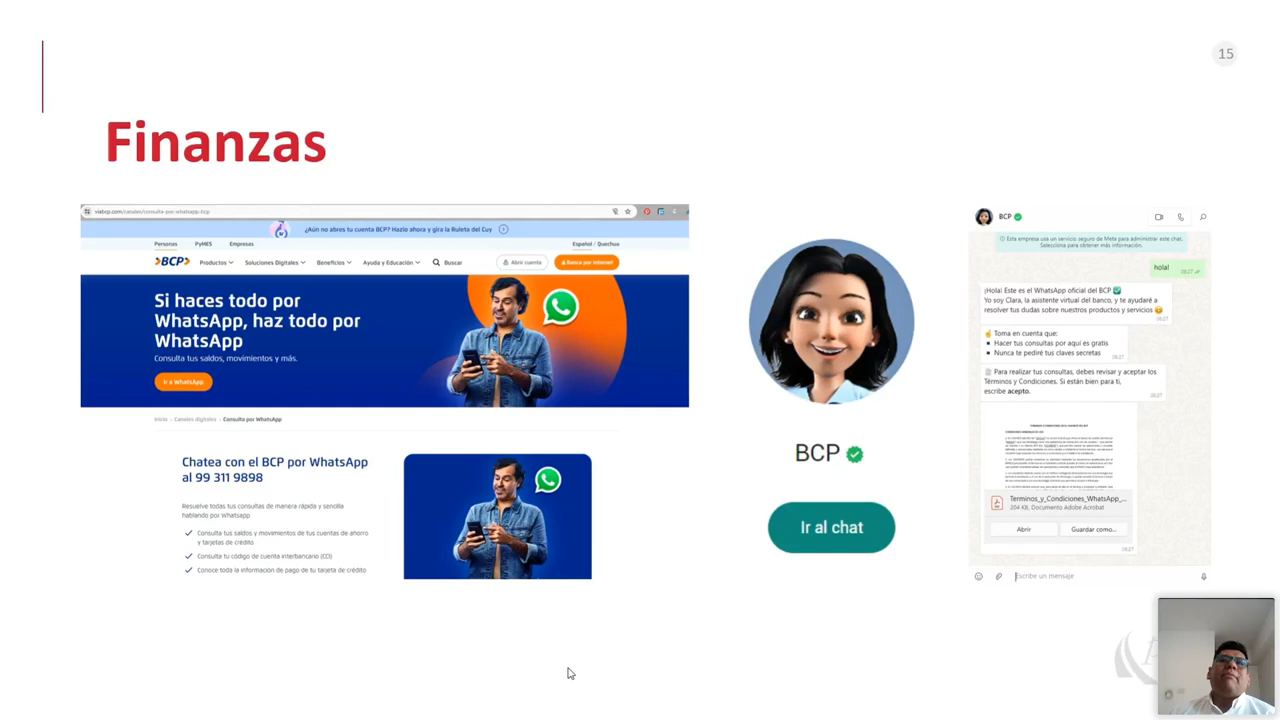 15
Finanzas
viabcp.com/canales/consulta-por-whatsapp-bcp
¿Aún no abres tu cuenta BCP? Hazlo ahora y gira la Ruleta del Cuy
Personas PyMES Empresas Español / Quechua
BCP Productos Soluciones Digitales Beneficios Ayuda y Educación Buscar Abrir cuenta Banca por Internet
Si haces todo por
WhatsApp, haz todo por
WhatsApp
Consulta tus saldos, movimientos y más.
Ir a WhatsApp
Inicio > Canales digitales > Consulta por WhatsApp
Chatea con el BCP por WhatsApp
al 99 311 9898
Resuelve todas tus consultas de manera rápida y sencilla
hablando por Whatsapp
Consulta tus saldos y movimientos de tus cuentas de ahorro
y tarjetas de crédito
Consulta tu código de cuenta interbancario (CCI)
Conoce toda la información de pago de tu tarjeta de crédito
BCP
Ir al chat
BCP
Esta empresa usa un servicio seguro de Meta para administrar este chat.
Selecciona para obtener más información.
hola!
08:27
¡Hola! Este es el WhatsApp oficial del BCP
Yo soy Clara, la asistente virtual del banco, y te ayudaré a
resolver tus dudas sobre nuestros productos y servicios
08:27
Toma en cuenta que:
Hacer tus consultas por aquí es gratis
Nunca te pediré tus claves secretas
08:27
Para realizar tus consultas, debes revisar y aceptar los
Términos y Condiciones. Si están bien para ti,
escribe acepto.
08:27
Terminos_y_Condiciones_WhatsApp_...
204 KB, Documento Adobe Acrobat
Abrir Guardar como...
08:27
Escribe un mensaje